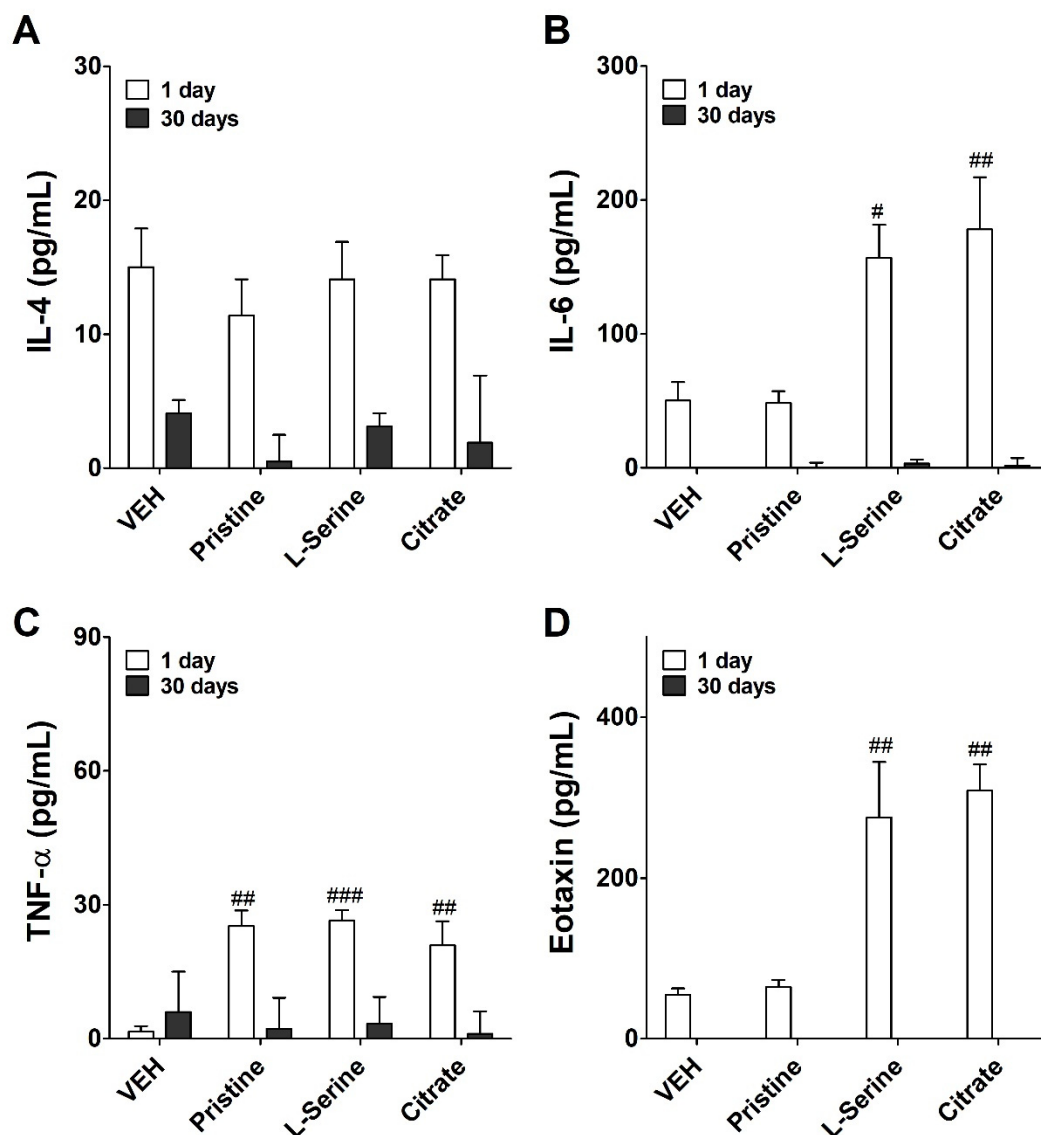 A
IL-4 (pg/mL)
30
20
10
0
1 day
30 days
VEH
Pristine
L-Serine
Citrate
B
IL-6 (pg/mL)
300
200
100
0
1 day
30 days
#
##
VEH
Pristine
L-Serine
Citrate
C
TNF-α (pg/mL)
90
60
30
0
1 day
30 days
##
###
##
VEH
Pristine
L-Serine
Citrate
D
Eotaxin (pg/mL)
400
200
0
1 day
30 days
##
##
VEH
Pristine
L-Serine
Citrate